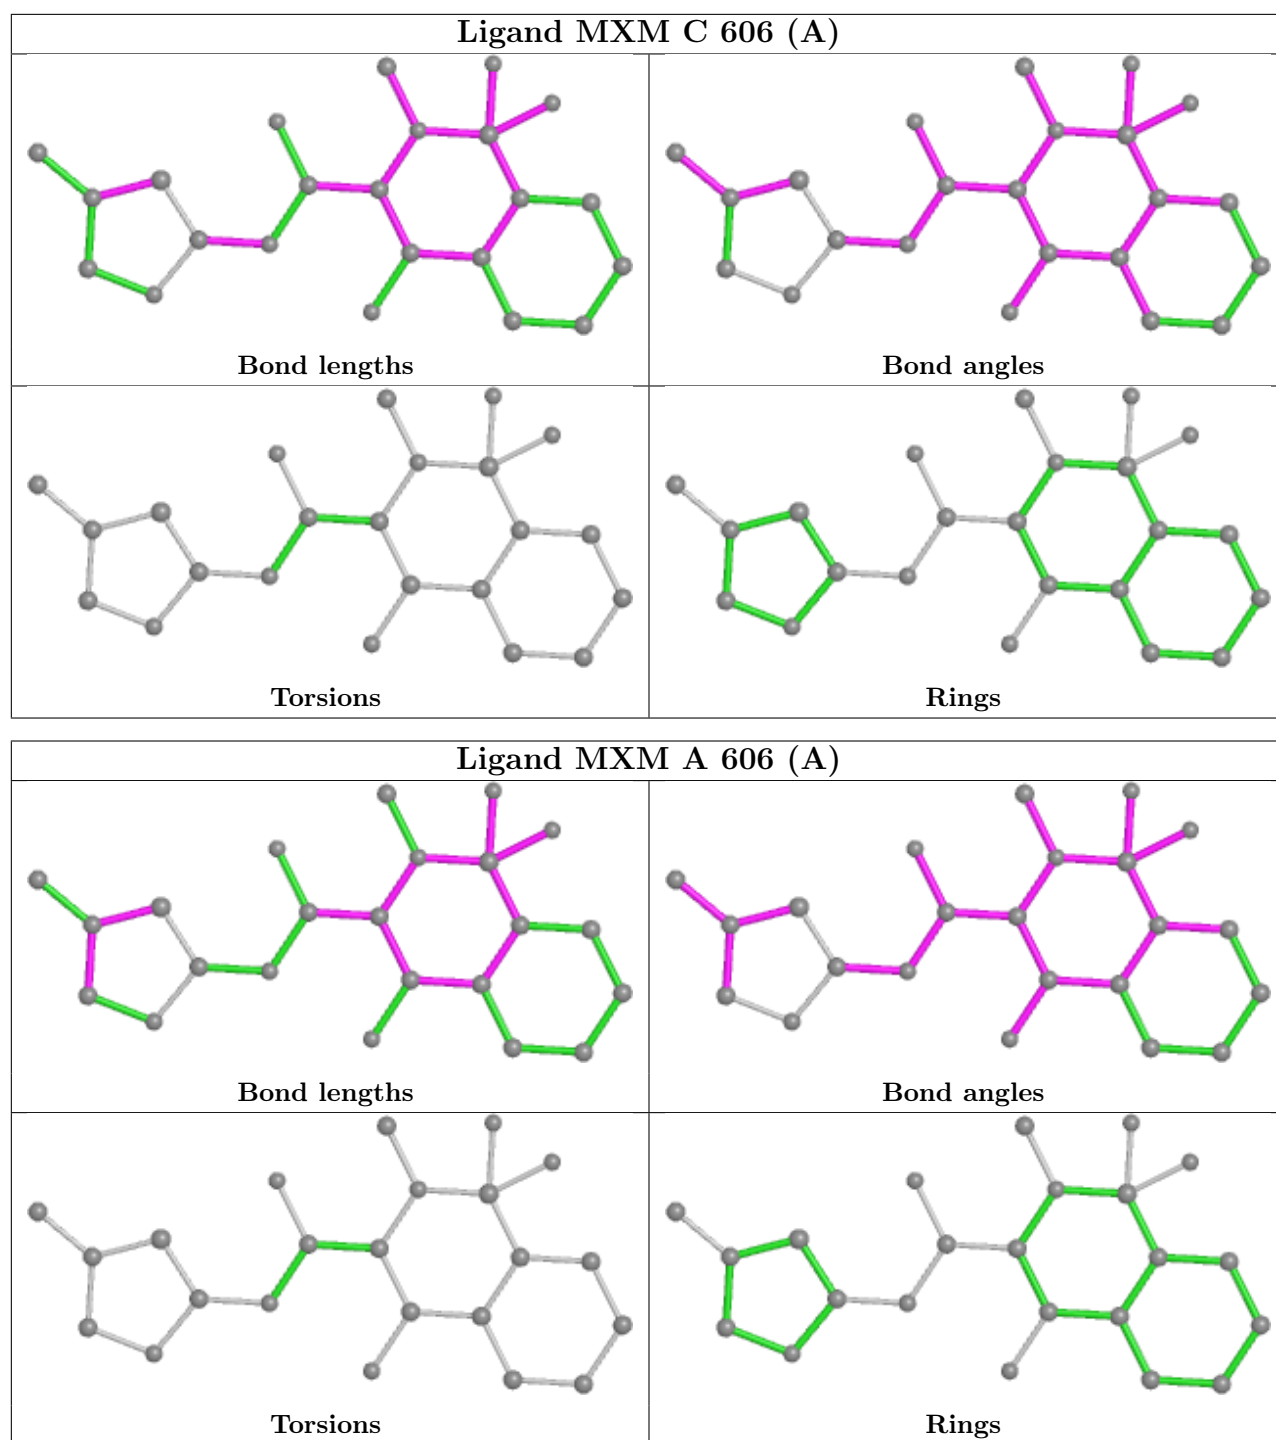 Ligand MXM C 606 (A)
Bond lengths
Bond angles
Torsions
Rings
Ligand MXM A 606 (A)
Bond lengths
Bond angles
Torsions
Rings